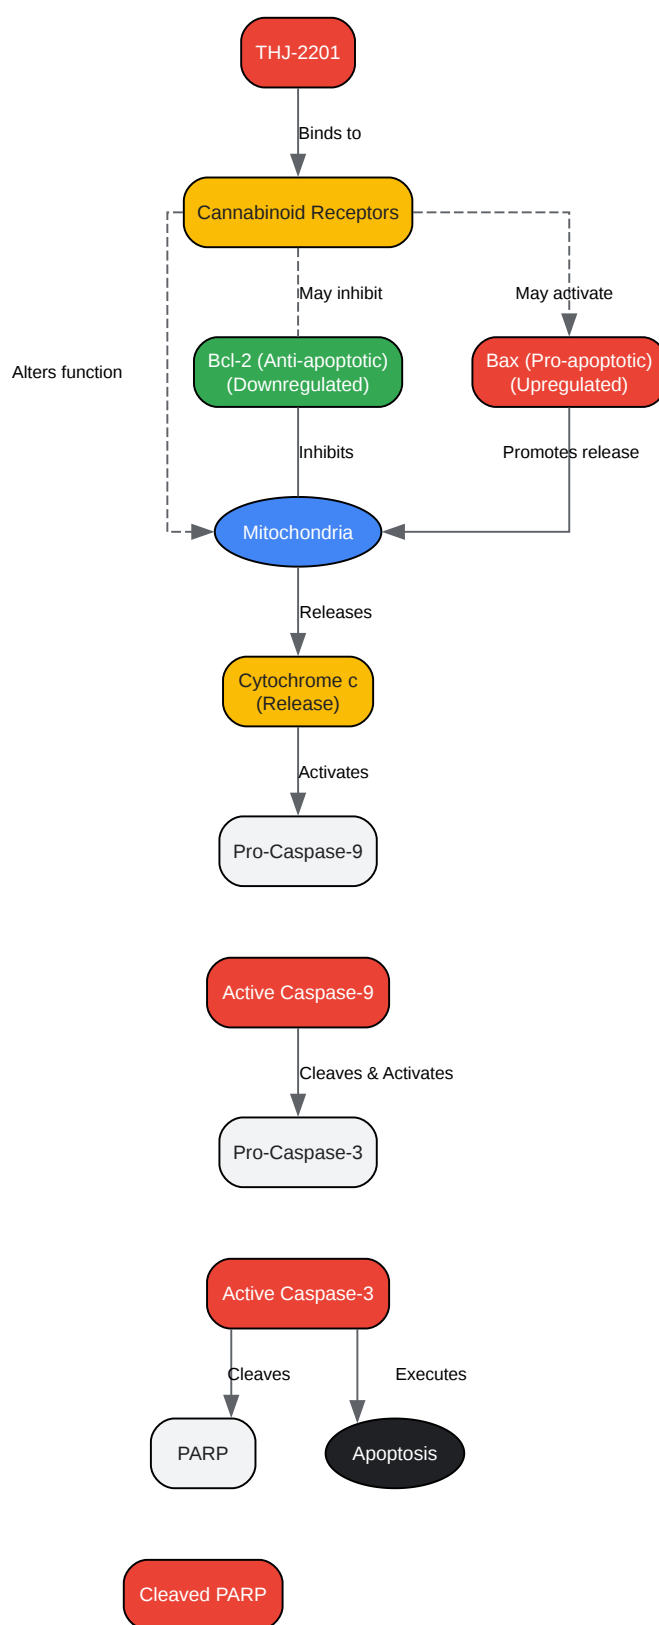 THJ-2201
Binds to
Cannabinoid Receptors
May inhibit
May activate
Alters function
Bcl-2 (Anti-apoptotic)
(Downregulated)
Bax (Pro-apoptotic)
(Upregulated)
Inhibits
Promotes release
Mitochondria
Releases
Cytochrome c
(Release)
Activates
Pro-Caspase-9
Active Caspase-9
Cleaves & Activates
Pro-Caspase-3
Active Caspase-3
Cleaves
Executes
PARP
Apoptosis
Cleaved PARP